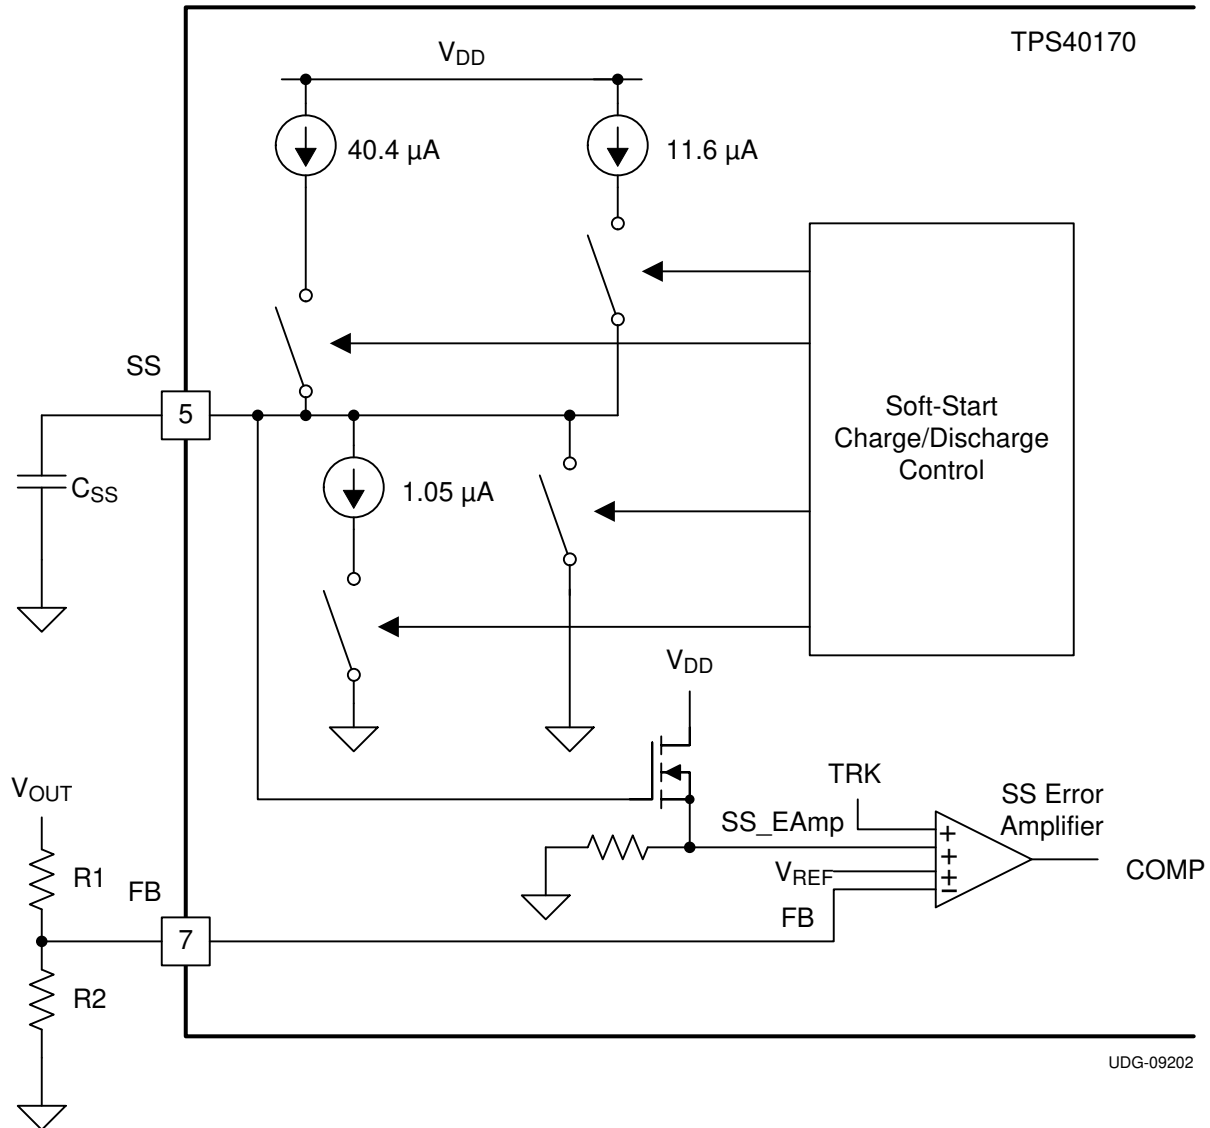 TPS40170
VDD
40.4 µA
11.6 µA
SS
5
Soft-Start
Charge/Discharge
Control
CSS
1.05 µA
VDD
VOUT
TRK
SS Error
Amplifier
SS_EAmp
+
+
VREF
+
COMP
R1
FB
FB
−
7
R2
UDG-09202